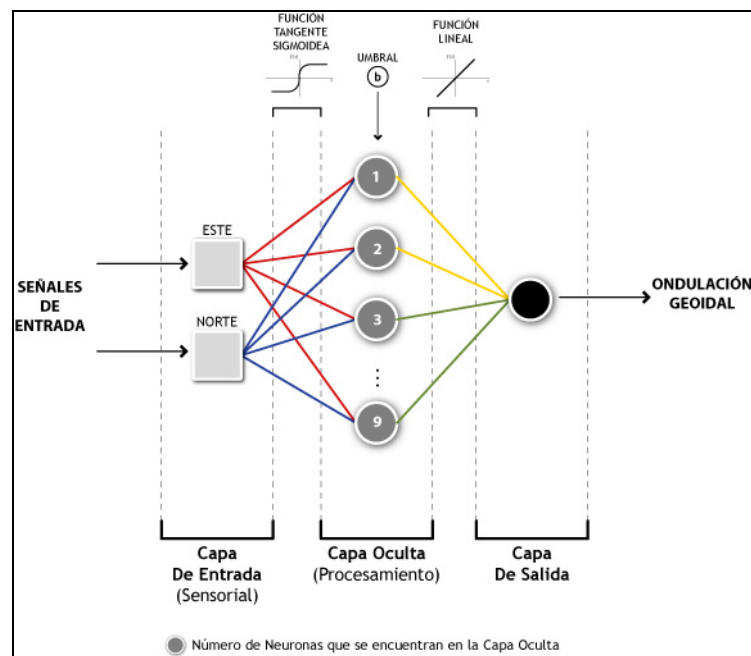 FUNCIÓN
TANGENTE
SIGMOIDEA
UMBRAL
b
FUNCIÓN
LINEAL
ESTE
NORTE
SEÑALES
DE
ENTRADA
1
2
3
⋮
9
ONDULACIÓN
GEOIDAL
Capa
De Entrada
(Sensorial)
Capa Oculta
(Procesamiento)
Capa
De Salida
Número de Neuronas que se encuentran en la Capa Oculta